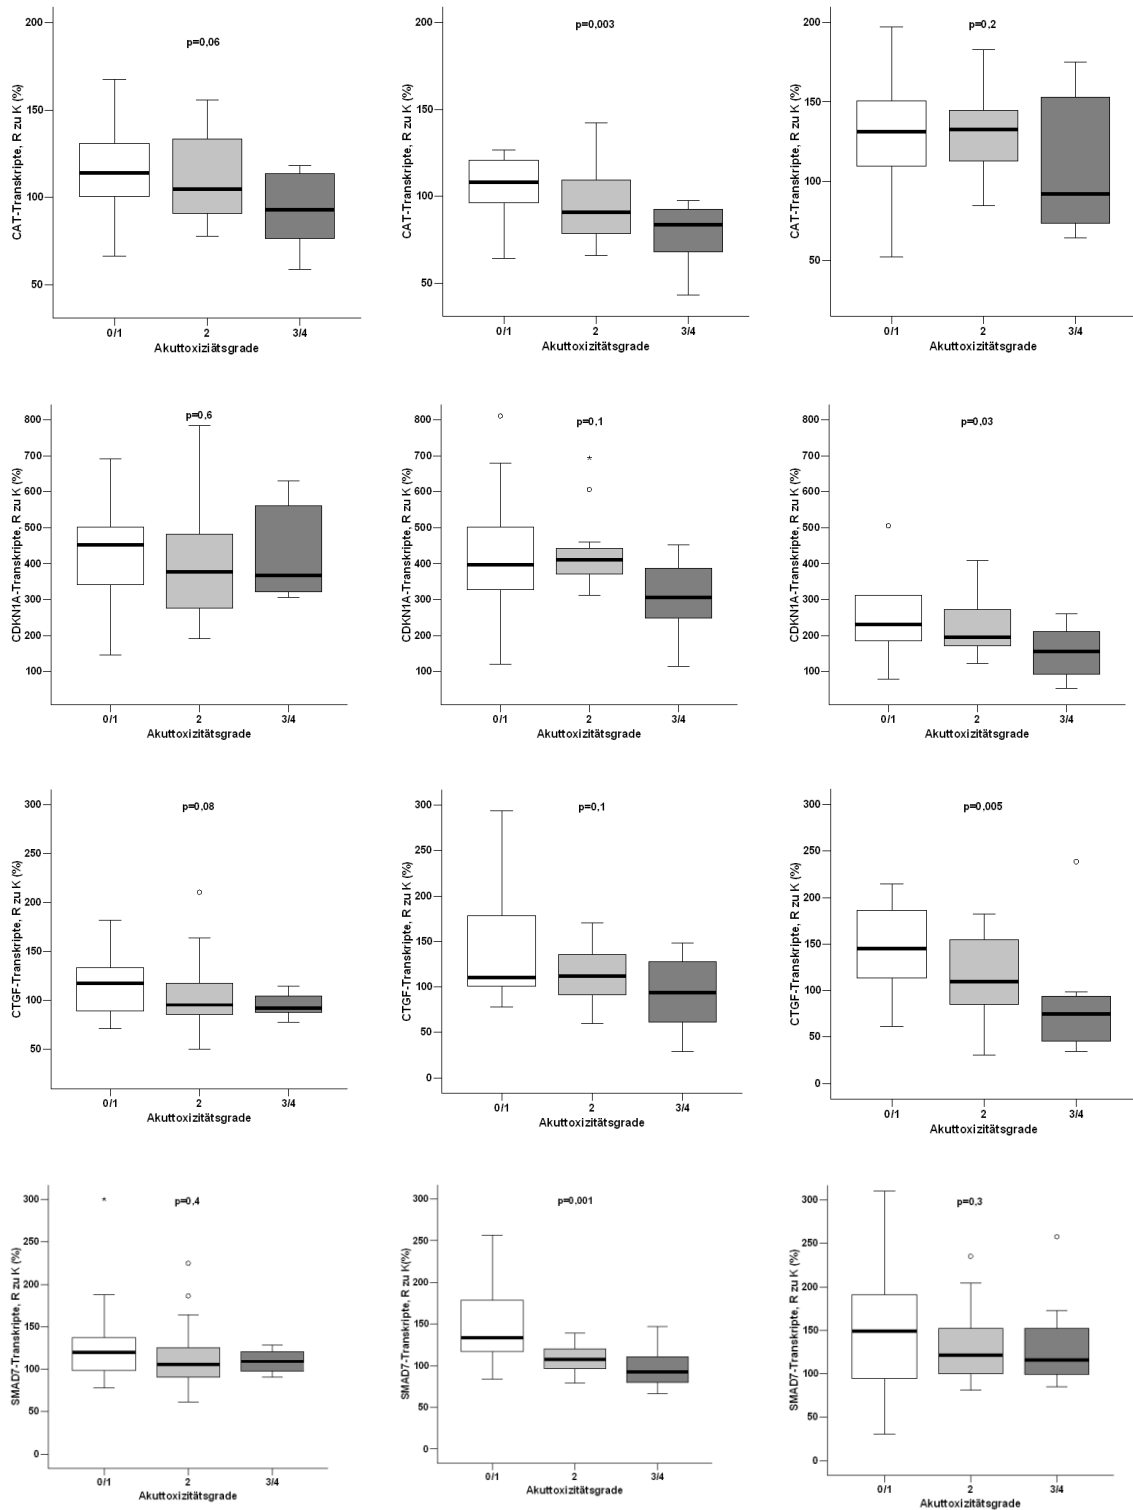 CAT-Transkripte, R zu K (%)
200
150
100
50
p=0,06
0/1 2 3/4
Akuttoxiziätsgrade
CAT-Transkripte, R zu K (%)
200
150
100
50
p=0,003
0/1 2 3/4
Akuttoxizitätsgrade
CAT-Transkripte, R zu K (%)
200
150
100
50
p=0,2
0/1 2 3/4
Akuttoxizitätsgrade
CDKN1A-Transkripte, R zu K (%)
800
700
600
500
400
300
200
100
p=0,6
0/1 2 3/4
Akuttoxizitätsgrade
CDKN1A-Transkripte, R zu K (%)
800
700
600
500
400
300
200
100
p=0,1
0/1 2 3/4
Akuttoxizitätsgrade
CDKN1A-Transkripte, R zu K (%)
800
700
600
500
400
300
200
100
p=0,03
0/1 2 3/4
Akuttoxizitätsgrade
CTGF-Transkripte, R zu K (%)
300
250
200
150
100
50
p=0,08
0/1 2 3/4
Akuttoxizitätsgrade
CTGF-Transkripte, R zu K (%)
300
250
200
150
100
50
0
p=0,1
0/1 2 3/4
Akuttoxizitätsgrade
CTGF-Transkripte, R zu K (%)
300
250
200
150
100
50
0
p=0,005
0/1 2 3/4
Akuttoxizitätsgrade
SMAD7-Transkripte, R zu K (%)
300
250
200
150
100
50
0
p=0,4
0/1 2 3/4
Akuttoxizitätsgrade
SMAD7-Transkripte, R zu K(%)
300
250
200
150
100
50
0
p=0,001
0/1 2 3/4
Akuttoxizitätsgrade
SMAD7-Transkripte, R zu K (%)
300
250
200
150
100
50
0
p=0,3
0/1 2 3/4
Akuttoxizitätsgrade